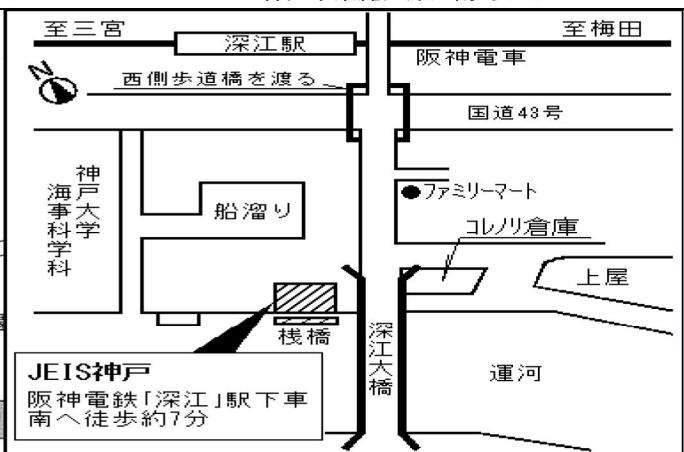 至三宮
深江駅
至梅田
阪神電車
N
西側歩道橋を渡る
国道43号
神戸大学
海事科学科
船溜り
ファミリーマート
コレノリ倉庫
上屋
桟橋
深江大橋
運河
JEIS神戸
阪神電鉄「深江」駅下車
南へ徒歩約7分